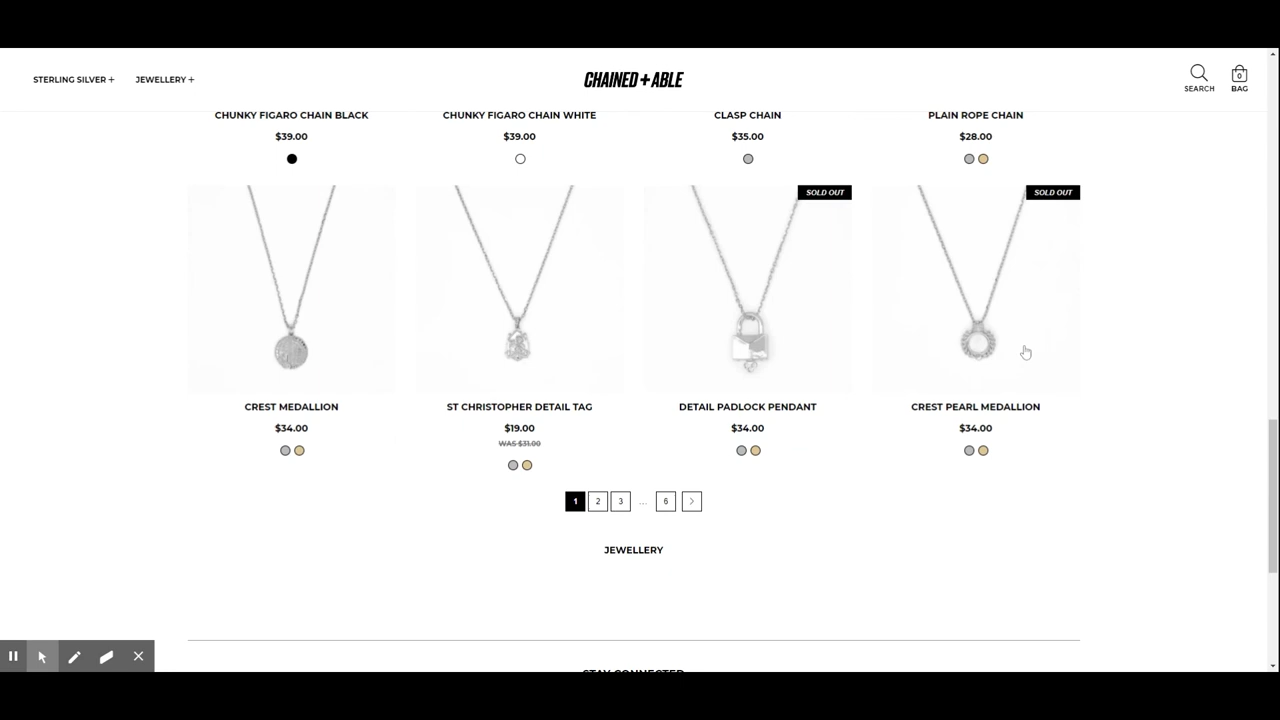 STERLING SILVER + JEWELLERY + CHAINED + ABLE SEARCH 0 BAG
CHUNKY FIGARO CHAIN BLACK
$39.00
CHUNKY FIGARO CHAIN WHITE
$39.00
CLASP CHAIN
$35.00
PLAIN ROPE CHAIN
$28.00
CREST MEDALLION
$34.00
ST CHRISTOPHER DETAIL TAG
$19.00
WAS $31.00
SOLD OUT
DETAIL PADLOCK PENDANT
$34.00
SOLD OUT
CREST PEARL MEDALLION
$34.00
1 2 3 ... 6 >
JEWELLERY
STAY CONNECTED